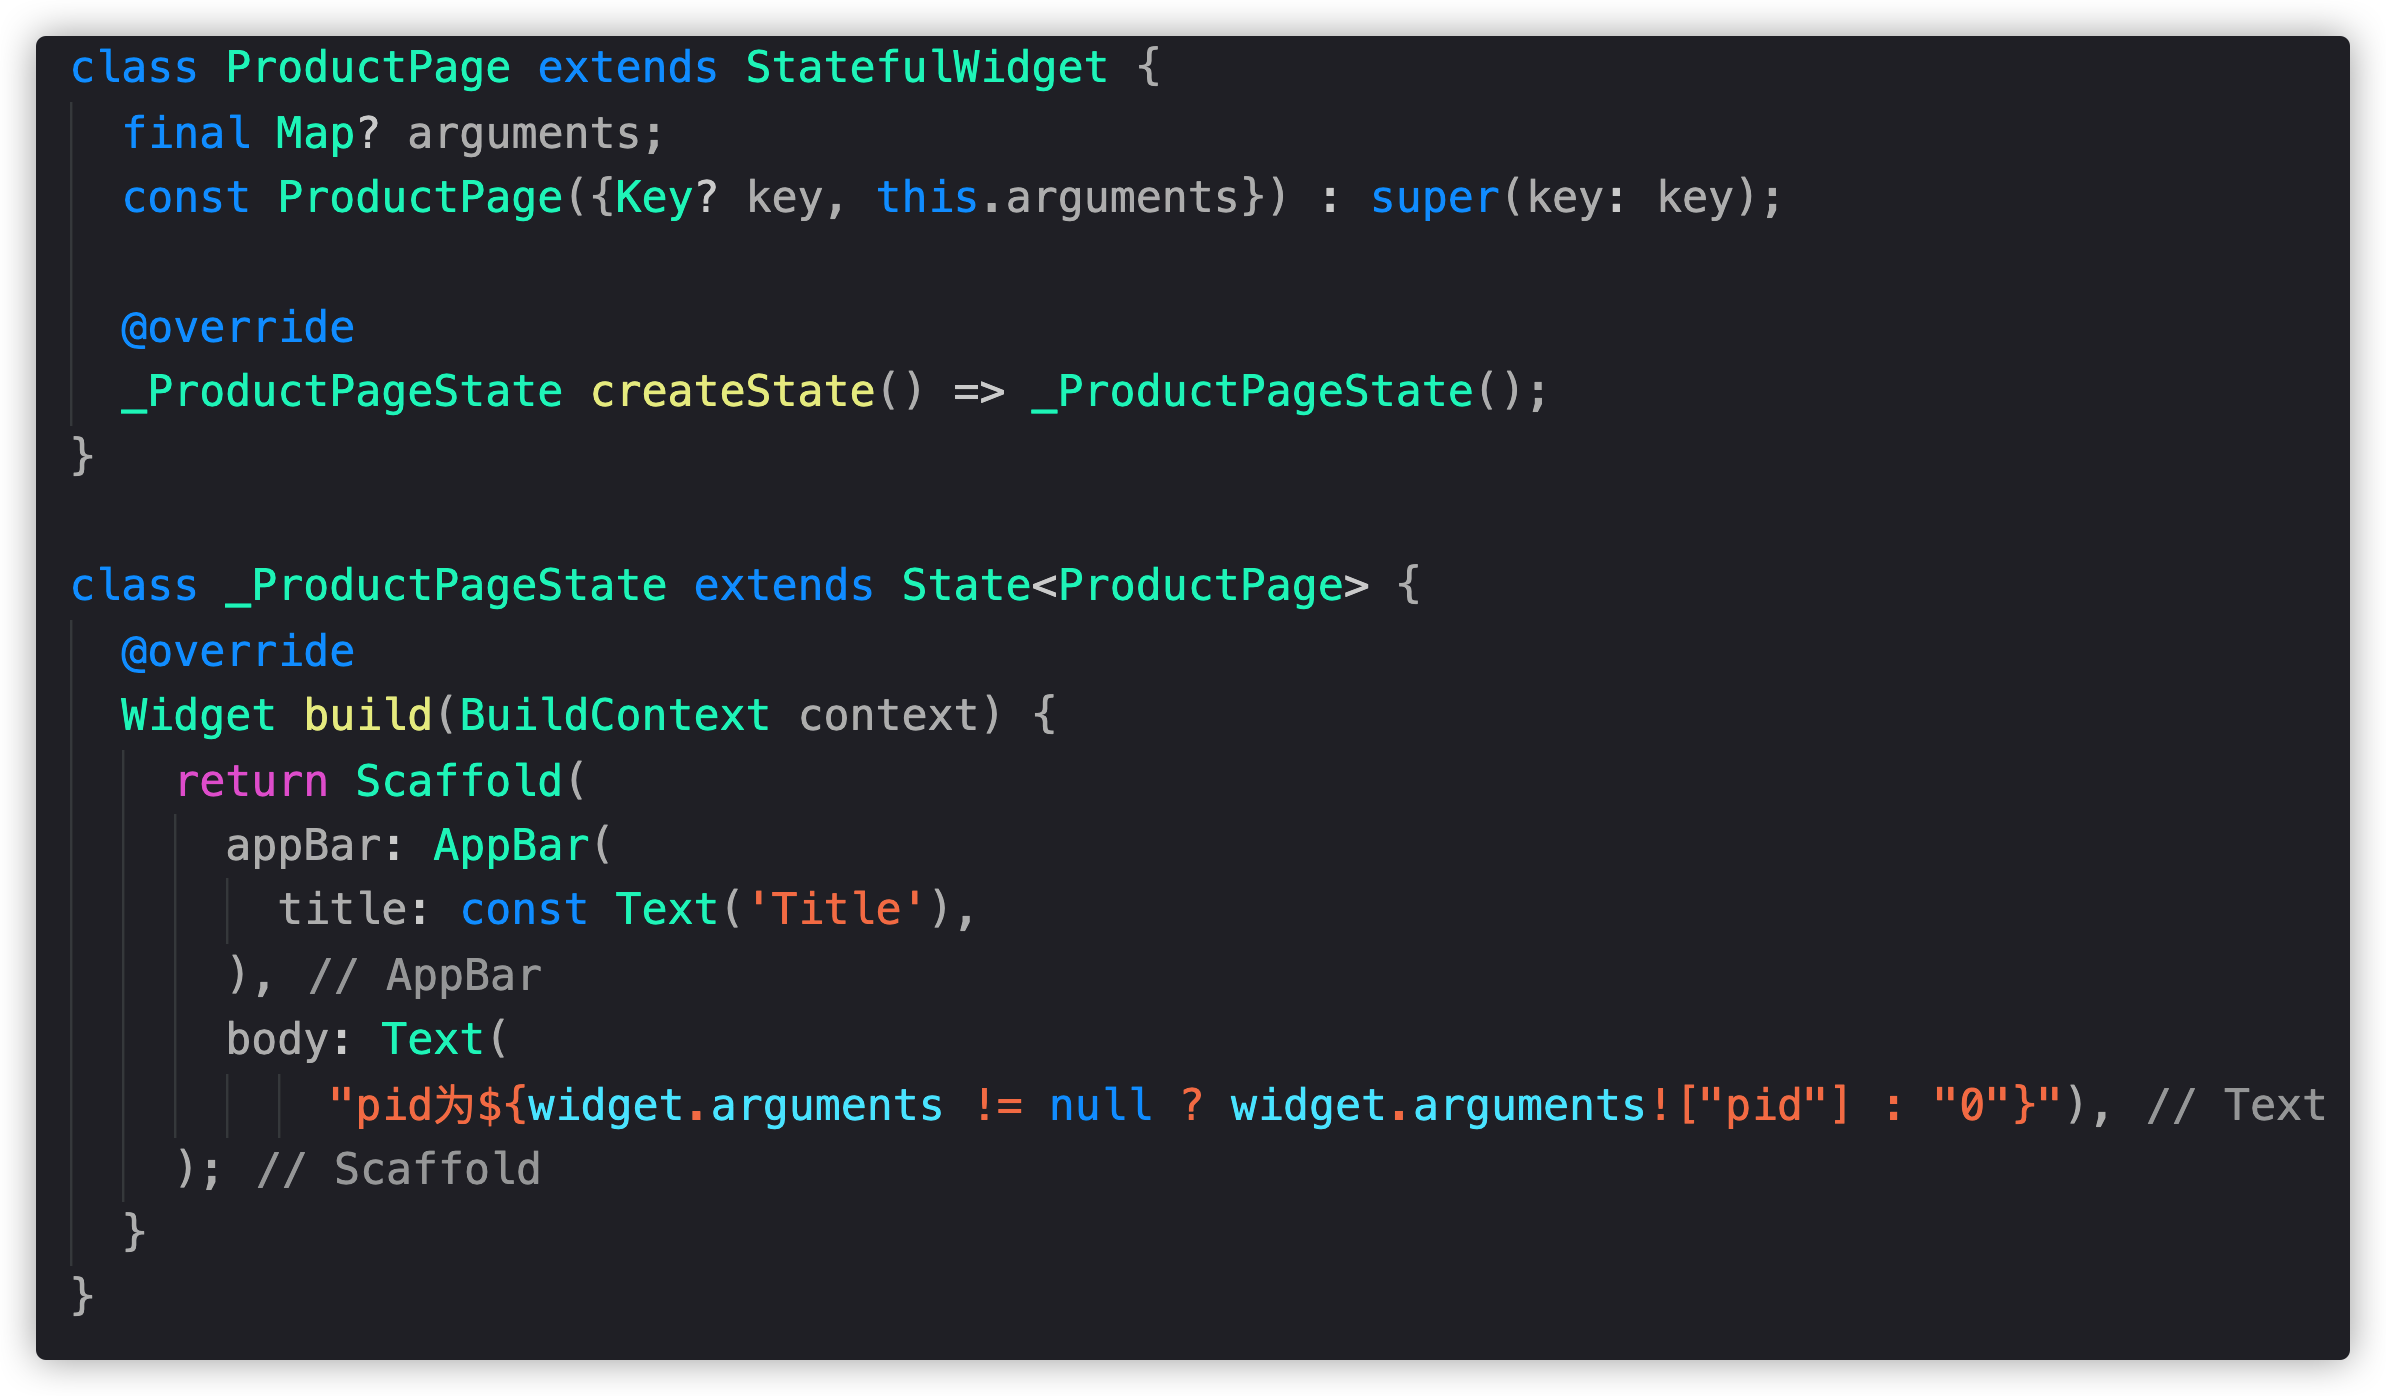 class ProductPage extends StatefulWidget {
  final Map? arguments;
  const ProductPage({Key? key, this.arguments}) : super(key: key);

  @override
  _ProductPageState createState() => _ProductPageState();
}

class _ProductPageState extends State<ProductPage> {
  @override
  Widget build(BuildContext context) {
    return Scaffold(
      appBar: AppBar(
        title: const Text('Title'),
      ), // AppBar
      body: Text(
          "pid为${widget.arguments != null ? widget.arguments!["pid"] : "0"}"), // Text
    ); // Scaffold
  }
}